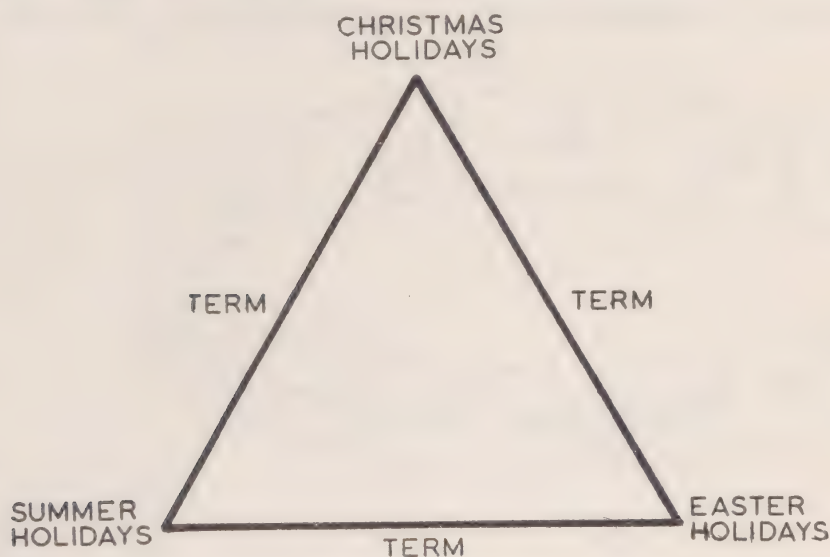 CHRISTMAS
HOLIDAYS
TERM
TERM
SUMMER
HOLIDAYS
EASTER
HOLIDAYS
TERM